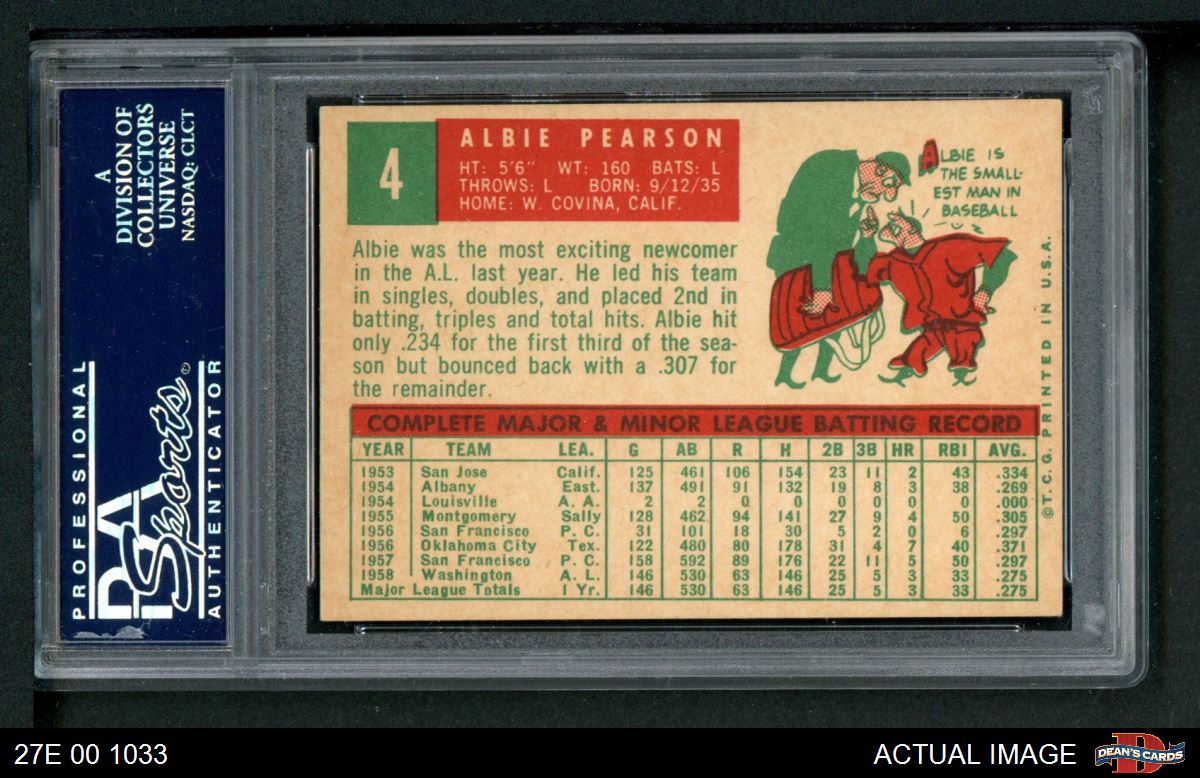 A
DIVISION OF
COLLECTORS
UNIVERSE
NASDAQ: CLCT
PROFESSIONAL
PSA
Sports®
AUTHENTICATOR
4
ALBIE PEARSON
HT: 5'6" WT: 160 BATS: L
THROWS: L BORN: 9/12/35
HOME: W. COVINA, CALIF.
ALBIE IS
THE SMALL-
EST MAN IN
BASEBALL
Albie was the most exciting newcomer
in the A.L. last year. He led his team
in singles, doubles, and placed 2nd in
batting, triples and total hits. Albie hit
only .234 for the first third of the sea-
son but bounced back with a .307 for
the remainder.
COMPLETE MAJOR & MINOR LEAGUE BATTING RECORD
YEAR TEAM LEA. G AB R H 2B 3B HR RBI AVG.
1953 San Jose Calif. 125 461 106 154 23 11 2 43 .334
1954 Albany East. 137 491 91 132 19 8 3 38 .269
1954 Louisville A. A. 2 2 0 0 0 0 0 0 .000
1955 Montgomery Sally 128 462 94 141 27 9 4 50 .305
1956 San Francisco P. C. 31 101 18 30 5 2 0 6 .297
1956 Oklahoma City Tex. 122 480 80 178 31 4 7 40 .371
1957 San Francisco P. C. 158 592 89 176 22 11 5 50 .297
1958 Washington A. L. 146 530 63 146 25 5 3 33 .275
Major League Totals 1 Yr. 146 530 63 146 25 5 3 33 .275
©T. C. G. PRINTED IN U.S.A.
27E 00 1033
ACTUAL IMAGE
DEAN'S CARDS